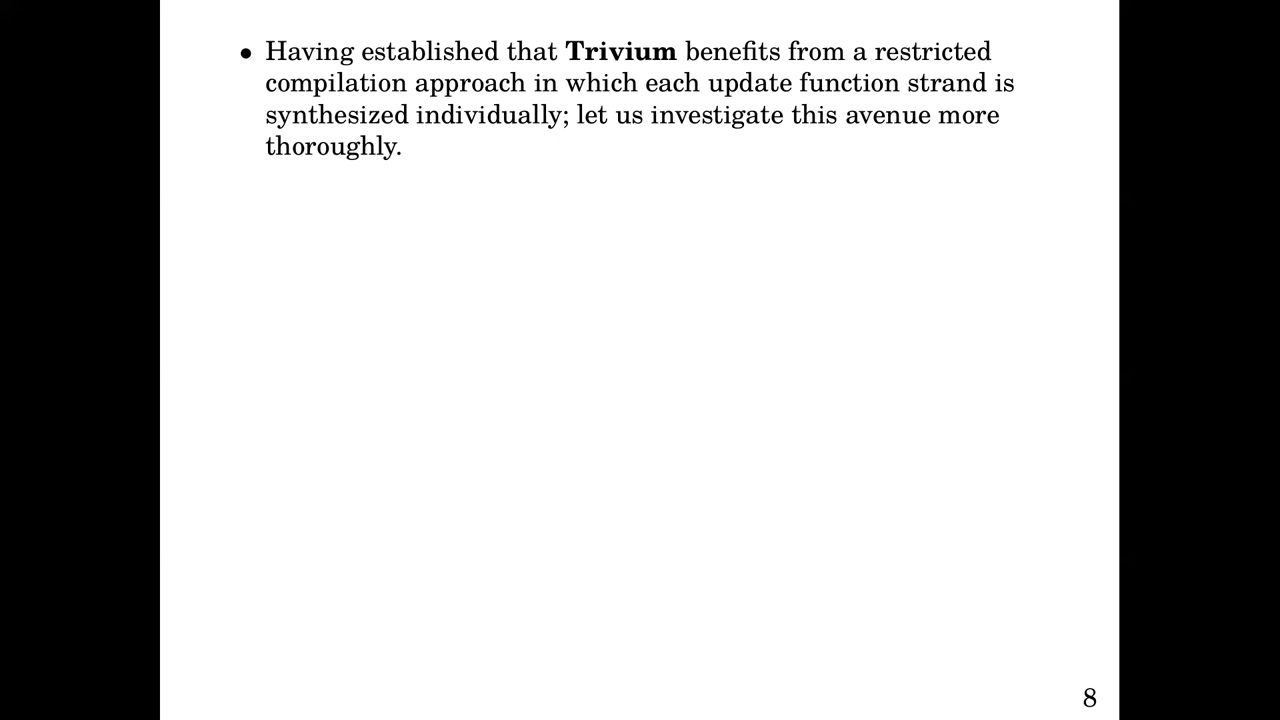 • Having established that Trivium benefits from a restricted
compilation approach in which each update function strand is
synthesized individually; let us investigate this avenue more
thoroughly.
8